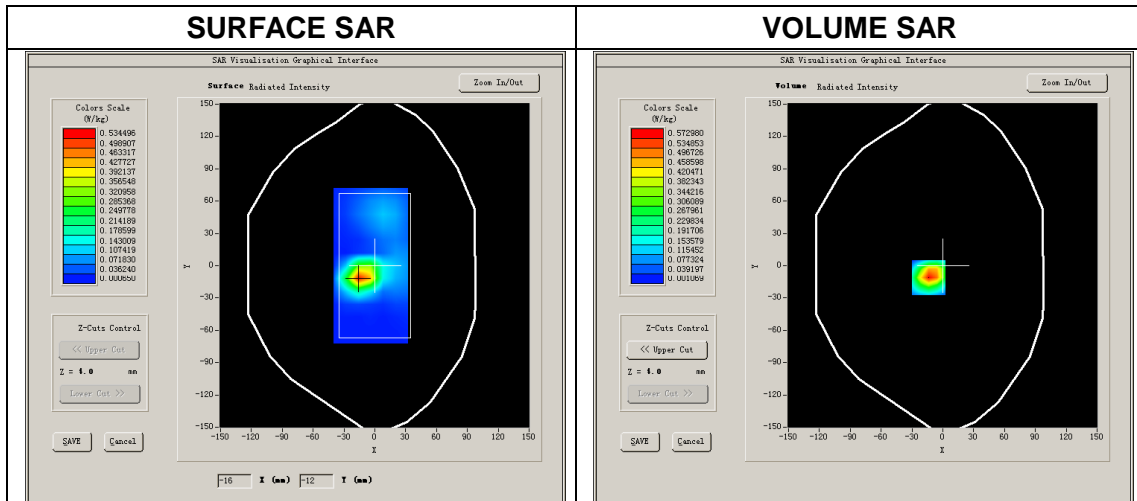 SURFACE SAR
VOLUME SAR
SAR Visualisation Graphical Interface
Surface Radiated Intensity
Zoom In/Out
Colors Scale
(W/kg)
0.534496
0.498907
0.463317
0.427727
0.392137
0.356548
0.320958
0.285368
0.249778
0.214189
0.178599
0.143009
0.107419
0.071830
0.036240
0.000650
Z-Cuts Control
<< Upper Cut
Z = 4.0 mm
Lower Cut >>
SAVE
Cancel
150
120
90
60
30
0
-30
-60
-90
-120
-150
Y
-150 -120 -90 -60 -30 0 30 60 90 120 150
X
-16 X (mm) -12 Y (mm)
SAR Visualisation Graphical Interface
Volume Radiated Intensity
Zoom In/Out
Colors Scale
(W/kg)
0.572980
0.534853
0.496726
0.458598
0.420471
0.382343
0.344216
0.306089
0.267961
0.229834
0.191706
0.153579
0.115452
0.077324
0.039197
0.001069
Z-Cuts Control
<< Upper Cut
Z = 4.0 mm
Lower Cut >>
SAVE
Cancel
150
120
90
60
30
0
-30
-60
-90
-120
-150
Y
-150 -120 -90 -60 -30 0 30 60 90 120 150
X